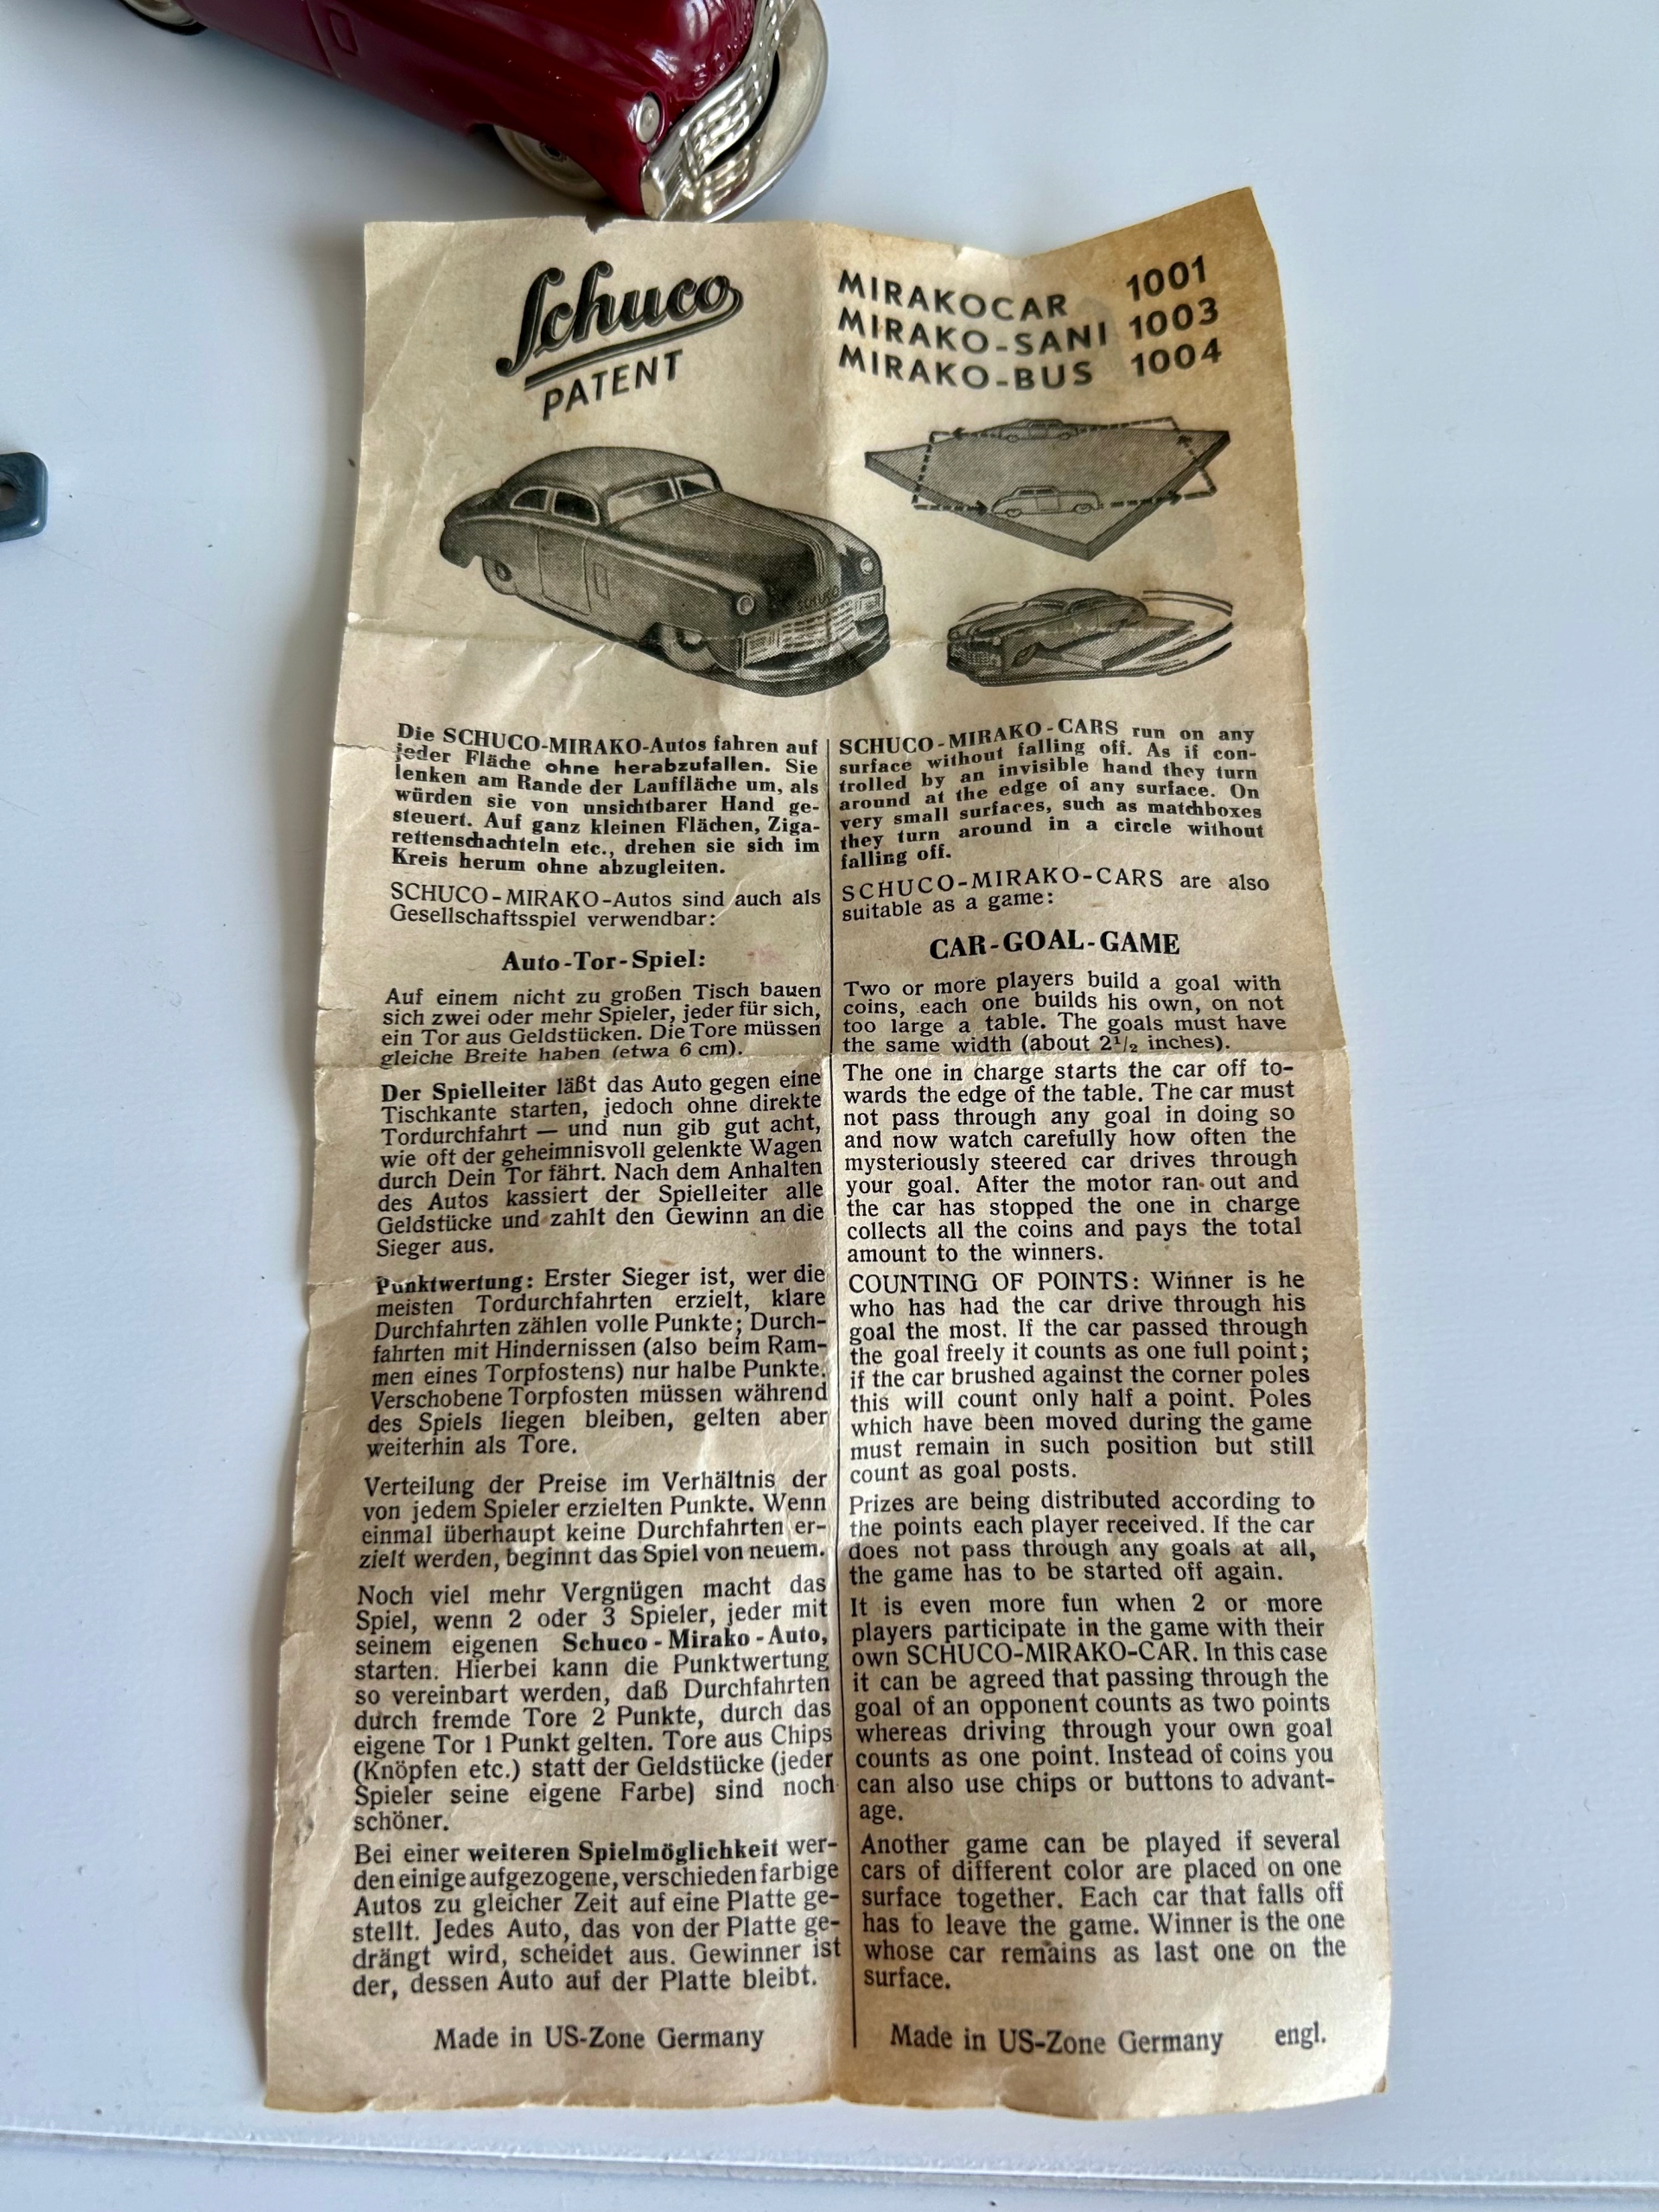 Schuco
PATENT
MIRAKOCAR 1001
MIRAKO-SANI 1003
MIRAKO-BUS 1004
SCHUCO
Die SCHUCO-MIRAKO-Autos fahren auf
jeder Fläche ohne herabzufallen. Sie
lenken am Rande der Lauffläche um, als
würden sie von unsichtbarer Hand ge-
steuert. Auf ganz kleinen Flächen, Ziga-
rettenschachteln etc., drehen sie sich im
Kreis herum ohne abzugleiten.
SCHUCO-MIRAKO-Autos sind auch als
Gesellschaftsspiel verwendbar:
Auto-Tor-Spiel:
Auf einem nicht zu großen Tisch bauen
sich zwei oder mehr Spieler, jeder für sich,
ein Tor aus Geldstücken. Die Tore müssen
gleiche Breite haben (etwa 6 cm).
Der Spielleiter läßt das Auto gegen eine
Tischkante starten, jedoch ohne direkte
Tordurchfahrt — und nun gib gut acht,
wie oft der geheimnisvoll gelenkte Wagen
durch Dein Tor fährt. Nach dem Anhalten
des Autos kassiert der Spielleiter alle
Geldstücke und zahlt den Gewinn an die
Sieger aus.
Punktwertung: Erster Sieger ist, wer die
meisten Tordurchfahrten erzielt, klare
Durchfahrten zählen volle Punkte; Durch-
fahrten mit Hindernissen (also beim Ram-
men eines Torpfostens) nur halbe Punkte.
Verschobene Torpfosten müssen während
des Spiels liegen bleiben, gelten aber
weiterhin als Tore.
Verteilung der Preise im Verhältnis der
von jedem Spieler erzielten Punkte. Wenn
einmal überhaupt keine Durchfahrten er-
zielt werden, beginnt das Spiel von neuem.
Noch viel mehr Vergnügen macht das
Spiel, wenn 2 oder 3 Spieler, jeder mit
seinem eigenen Schuco-Mirako-Auto,
starten. Hierbei kann die Punktwertung
so vereinbart werden, daß Durchfahrten
durch fremde Tore 2 Punkte, durch das
eigene Tor 1 Punkt gelten. Tore aus Chips
(Knöpfen etc.) statt der Geldstücke (jeder
Spieler seine eigene Farbe) sind noch
schöner.
Bei einer weiteren Spielmöglichkeit wer-
den einige aufgezogene, verschiedenfarbige
Autos zu gleicher Zeit auf eine Platte ge-
stellt. Jedes Auto, das von der Platte ge-
drängt wird, scheidet aus. Gewinner ist
der, dessen Auto auf der Platte bleibt.
Made in US-Zone Germany
SCHUCO-MIRAKO-CARS run on any
surface without falling off. As if con-
trolled by an invisible hand they turn
around at the edge of any surface. On
very small surfaces, such as matchboxes
they turn around in a circle without
falling off.
SCHUCO-MIRAKO-CARS are also
suitable as a game:
CAR-GOAL-GAME
Two or more players build a goal with
coins, each one builds his own, on not
too large a table. The goals must have
the same width (about 2½ inches).
The one in charge starts the car off to-
wards the edge of the table. The car must
not pass through any goal in doing so
and now watch carefully how often the
mysteriously steered car drives through
your goal. After the motor ran out and
the car has stopped the one in charge
collects all the coins and pays the total
amount to the winners.
COUNTING OF POINTS: Winner is he
who has had the car drive through his
goal the most. If the car passed through
the goal freely it counts as one full point;
if the car brushed against the corner poles
this will count only half a point. Poles
which have been moved during the game
must remain in such position but still
count as goal posts.
Prizes are being distributed according to
the points each player received. If the car
does not pass through any goals at all,
the game has to be started off again.
It is even more fun when 2 or more
players participate in the game with their
own SCHUCO-MIRAKO-CAR. In this case
it can be agreed that passing through the
goal of an opponent counts as two points
whereas driving through your own goal
counts as one point. Instead of coins you
can also use chips or buttons to advant-
age.
Another game can be played if several
cars of different color are placed on one
surface together. Each car that falls off
has to leave the game. Winner is the one
whose car remains as last one on the
surface.
Made in US-Zone Germany engl.